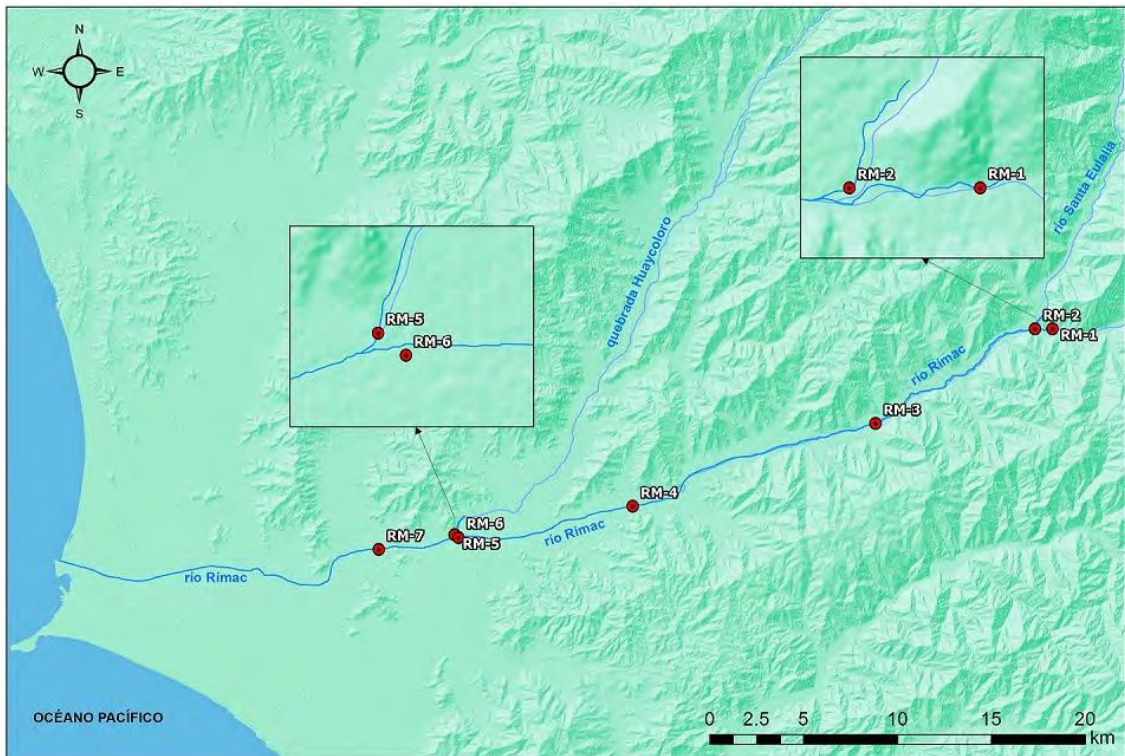 N
W E
S
RM-2
RM-1
río Santa Eulalia
quebrada Huaycoloro
RM-5
RM-6
RM-2
RM-1
río Rímac
RM-3
RM-4
RM-6
RM-5
río Rímac
RM-7
río Rímac
OCÉANO PACÍFICO
0 2.5 5 10 15 20
km